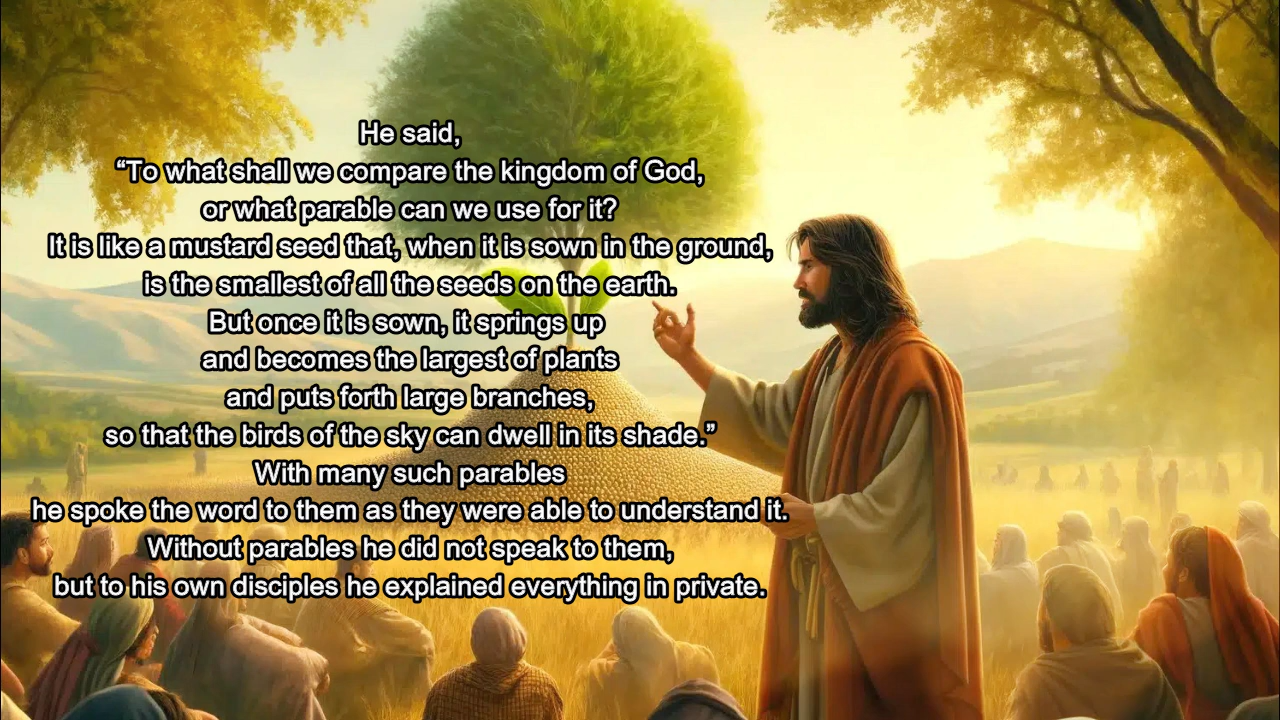 He said,
“To what shall we compare the kingdom of God,
or what parable can we use for it?
It is like a mustard seed that, when it is sown in the ground,
is the smallest of all the seeds on the earth.
But once it is sown, it springs up
and becomes the largest of plants
and puts forth large branches,
so that the birds of the sky can dwell in its shade.”
With many such parables
he spoke the word to them as they were able to understand it.
Without parables he did not speak to them,
but to his own disciples he explained everything in private.